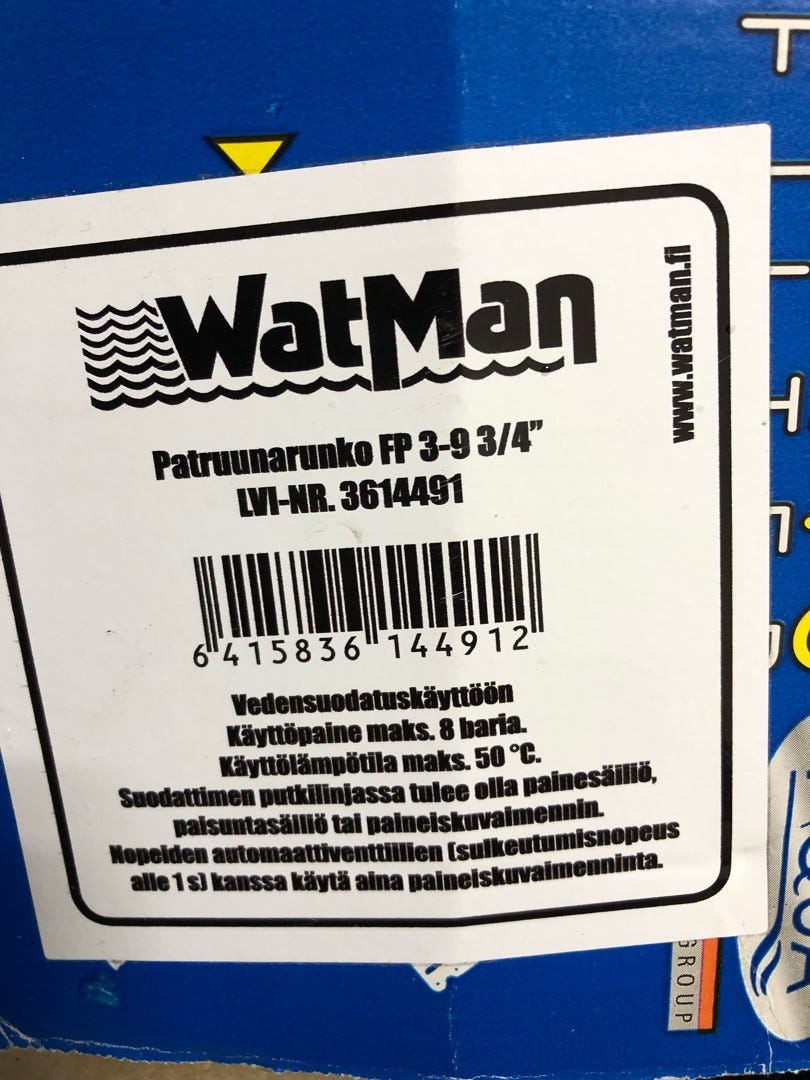 WatMan
www.watman.fi
Patruunarunko FP 3-9 3/4”
LVI-NR. 3614491
6 415836 144912
Vedensuodatuskäyttöön
Käyttöpaine maks. 8 baria.
Käyttölämpötila maks. 50 °C.
Suodattimen putkilinjassa tulee olla painesäiliö,
paisuntasäiliö tai paineiskuvaimennin.
Nopeiden automaattiventtiilien (sulkeutumisnopeus
alle 1 s) kanssa käytä aina paineiskuvaimenninta.
GROUP